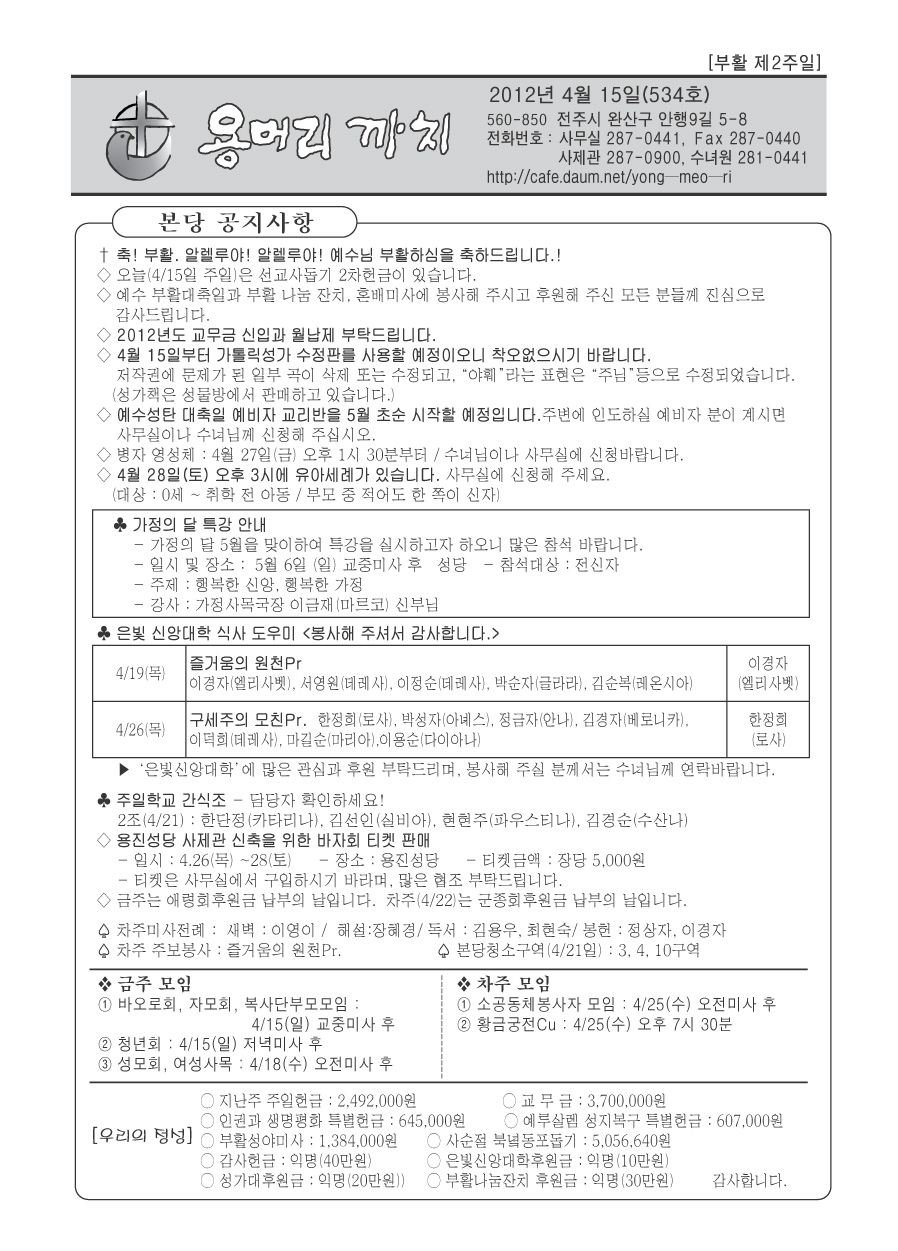 [부활 제2주일]
용머리 까치
2012년 4월 15일(534호)
560-850 전주시 완산구 안행9길 5-8
전화번호 : 사무실 287-0441, Fax 287-0440
사제관 287-0900, 수녀원 281-0441
http://cafe.daum.net/yong-meo-ri
본당 공지사항
† 축! 부활. 알렐루야! 알렐루야! 예수님 부활하심을 축하드립니다.!
◇ 오늘(4/15일 주일)은 선교사돕기 2차헌금이 있습니다.
◇ 예수 부활대축일과 부활 나눔 잔치, 혼배미사에 봉사해 주시고 후원해 주신 모든 분들께 진심으로
감사드립니다.
◇ 2012년도 교무금 신입과 월납제 부탁드립니다.
◇ 4월 15일부터 가톨릭성가 수정판를 사용할 예정이오니 착오없으시기 바랍니다.
저작권에 문제가 된 일부 곡이 삭제 또는 수정되고, “야훼”라는 표현은 “주님”등으로 수정되었습니다.
(성가책은 성물방에서 판매하고 있습니다.)
◇ 예수성탄 대축일 예비자 교리반을 5월 초순 시작할 예정입니다.주변에 인도하실 예비자 분이 계시면
사무실이나 수녀님께 신청해 주십시오.
◇ 병자 영성체 : 4월 27일(금) 오후 1시 30분부터 / 수녀님이나 사무실에 신청바랍니다.
◇ 4월 28일(토) 오후 3시에 유아세례가 있습니다. 사무실에 신청해 주세요.
(대상 : 0세 ~ 취학 전 아동 / 부모 중 적어도 한 쪽이 신자)
♣ 가정의 달 특강 안내
- 가정의 달 5월을 맞이하여 특강을 실시하고자 하오니 많은 참석 바랍니다.
- 일시 및 장소 : 5월 6일 (일) 교중미사 후 성당 - 참석대상 : 전신자
- 주제 : 행복한 신앙, 행복한 가정
- 강사 : 가정사목국장 이금재(마르코) 신부님
♣ 은빛 신앙대학 식사 도우미 <봉사해 주셔서 감사합니다.>
4/19(목) 즐거움의 원천Pr 이경자
이경자(엘리사벳), 서영원(데레사), 이정순(데레사), 박순자(글라라), 김순복(레온시아) (엘리사벳)
4/26(목) 구세주의 모친Pr. 한정희(로사), 박성자(아녜스), 정금자(안나), 김경자(베로니카), 한정희
이덕희(데레사), 마길순(마리아),이용순(다이아나) (로사)
▶ ‘은빛신앙대학’에 많은 관심과 후원 부탁드리며, 봉사해 주실 분께서는 수녀님께 연락바랍니다.
♣ 주일학교 간식조 - 담당자 확인하세요!
2조(4/21) : 한단정(카타리나), 김선인(실비아), 현현주(파우스티나), 김경순(수산나)
◇ 용진성당 사제관 신축을 위한 바자회 티켓 판매
- 일시 : 4.26(목) ~28(토) - 장소 : 용진성당 - 티켓금액 : 장당 5,000원
- 티켓은 사무실에서 구입하시기 바라며, 많은 협조 부탁드립니다.
◇ 금주는 애령회후원금 납부의 날입니다. 차주(4/22)는 군종회후원금 납부의 날입니다.
♤ 차주미사전례 : 새벽 : 이영이 / 해설:장혜경/ 독서 : 김용우, 최현숙/ 봉헌 : 정상자, 이경자
♤ 차주 주보봉사 : 즐거움의 원천Pr. ♤ 본당청소구역(4/21일) : 3, 4, 10구역
❖ 금주 모임
① 바오로회, 자모회, 복사단부모모임 :
4/15(일) 교중미사 후
② 청년회 : 4/15(일) 저녁미사 후
③ 성모회, 여성사목 : 4/18(수) 오전미사 후
❖ 차주 모임
① 소공동체봉사자 모임 : 4/25(수) 오전미사 후
② 황금궁전Cu : 4/25(수) 오후 7시 30분
[우리의 정성]
○ 지난주 주일헌금 : 2,492,000원 ○ 교 무 금 : 3,700,000원
○ 인권과 생명평화 특별헌금 : 645,000원 ○ 예루살렘 성지복구 특별헌금 : 607,000원
○ 부활성야미사 : 1,384,000원 ○ 사순절 북녘동포돕기 : 5,056,640원
○ 감사헌금 : 익명(40만원) ○ 은빛신앙대학후원금 : 익명(10만원)
○ 성가대후원금 : 익명(20만원)) ○ 부활나눔잔치 후원금 : 익명(30만원) 감사합니다.